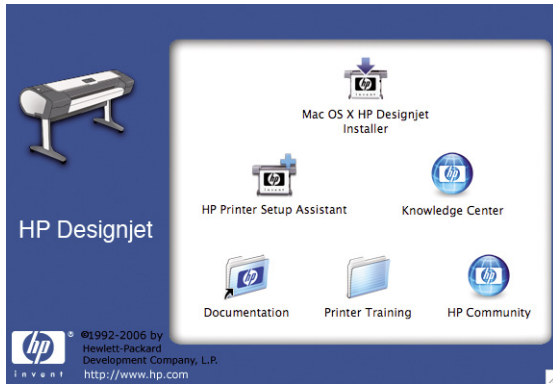 Mac OS X HP Designjet
Installer
HP Printer Setup Assistant
Knowledge Center
HP Designjet
Documentation
Printer Training
HP Community
hp
®
©1992-2006 by
Hewlett-Packard
Development Company, L.P.
invent
http://www.hp.com